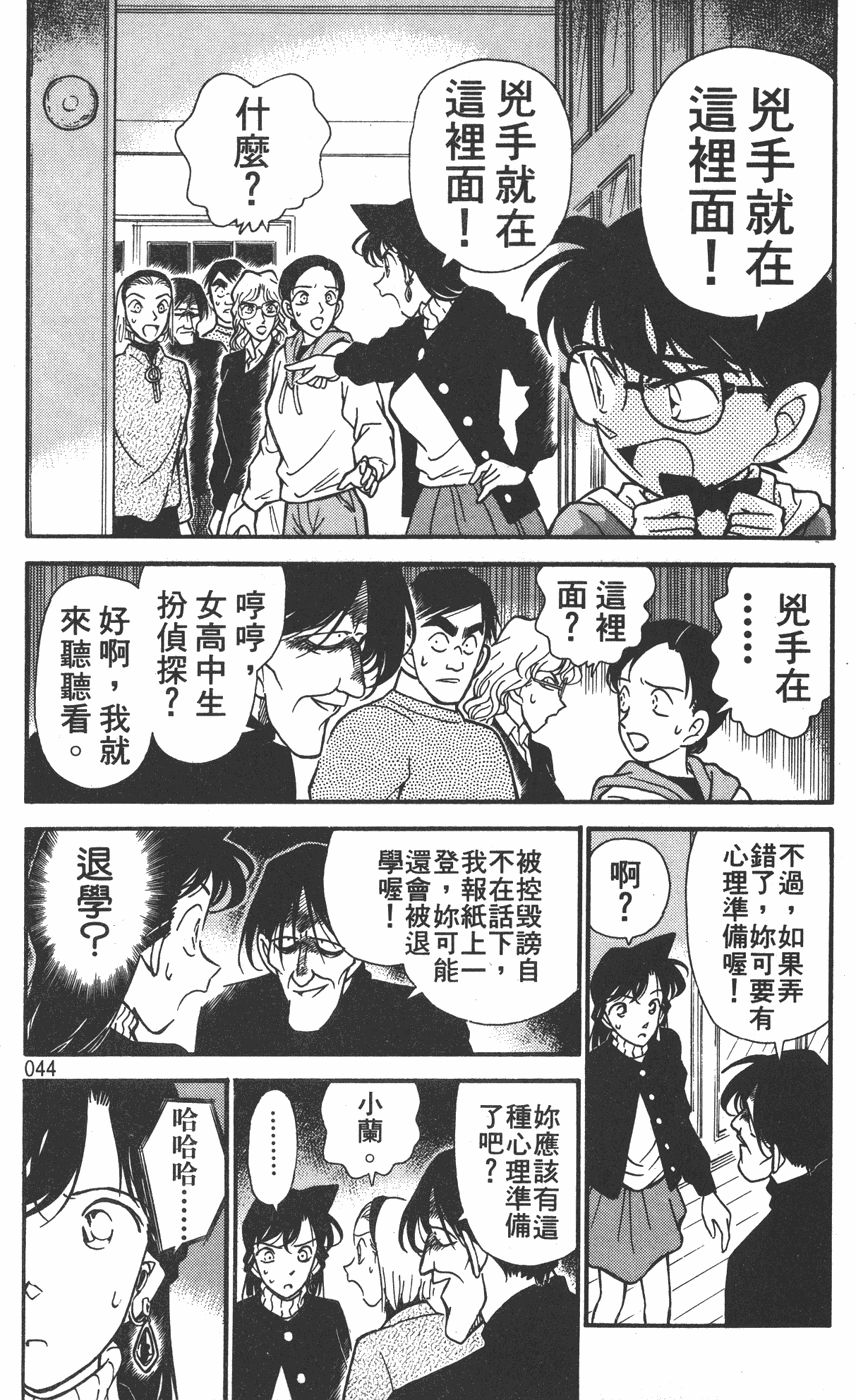 兇手就在
這裡面！
兇手就在
這裡面！
什麼？
兇手在
……
這裡
面？
哼哼，
女高中生
扮偵探？
好啊，我就
來聽聽看。
不過，如果弄
錯了，妳可要有
心理準備喔！
啊？
被控毀謗自
不在話下，
我報紙上一
登，妳可能
還會被退
學喔！
退學？
妳應該有這
種心理準備
了吧？
小蘭。
……
哈哈哈……
044